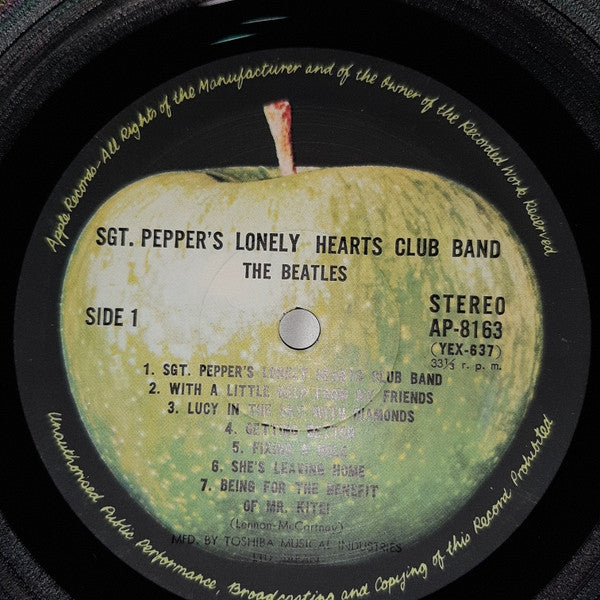 Apple Records-All Rights of the Manufacturer and of the Owner of the Recorded Work Reserved
SGT. PEPPER'S LONELY HEARTS CLUB BAND
THE BEATLES
SIDE 1
STEREO
AP-8163
(YEX-637)
33⅓ r. p. m.
1. SGT. PEPPER'S LONELY HEARTS CLUB BAND
2. WITH A LITTLE HELP FROM MY FRIENDS
3. LUCY IN THE SKY WITH DIAMONDS
4. GETTING BETTER
5. FIXING A HOLE
6. SHE'S LEAVING HOME
7. BEING FOR THE BENEFIT
OF MR. KITE!
(Lennon-McCartney)
MFD. BY TOSHIBA MUSICAL INDUSTRIES
LTD. JAPAN
Unauthorised Public Performance, Broadcasting and Copying of this Record Prohibited